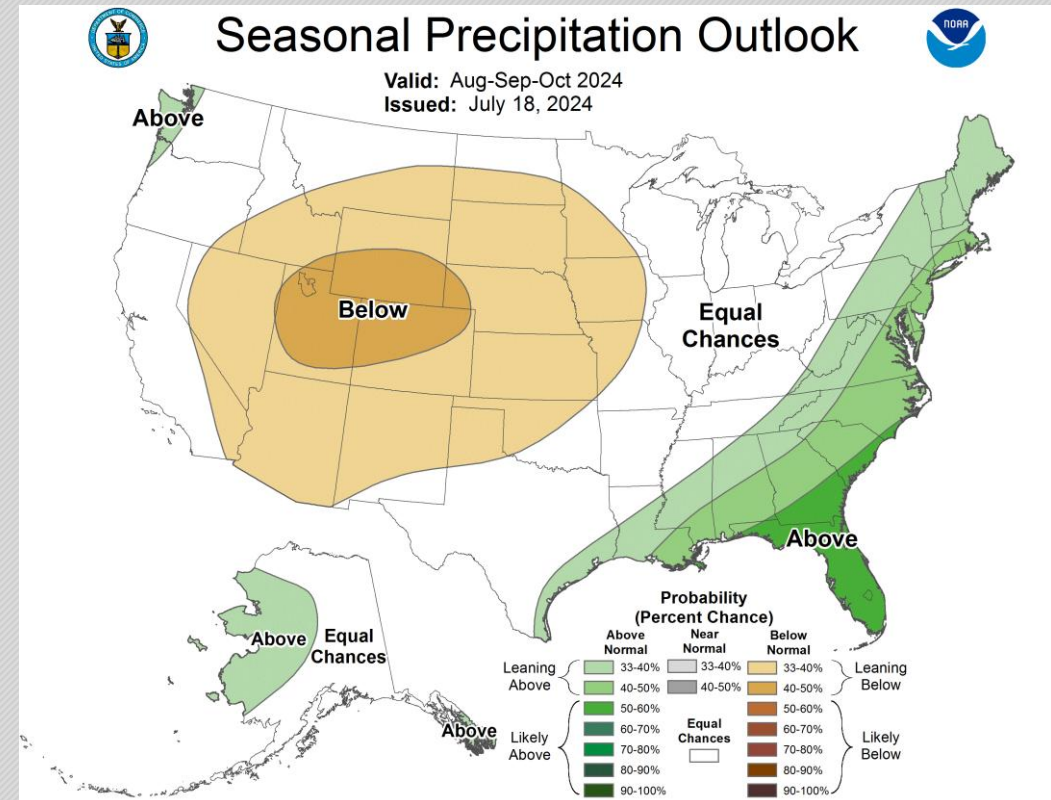 Seasonal Precipitation Outlook
NOAA
Valid: Aug-Sep-Oct 2024
Issued: July 18, 2024
Above
Below
Equal
Chances
Above
Above
Equal
Chances
Above
Probability
(Percent Chance)
Above
Normal
Near
Normal
Below
Normal
Leaning
Above
33-40%
40-50%
33-40%
40-50%
33-40%
40-50%
Leaning
Below
Likely
Above
50-60%
60-70%
70-80%
80-90%
90-100%
Equal
Chances
50-60%
60-70%
70-80%
80-90%
90-100%
Likely
Below